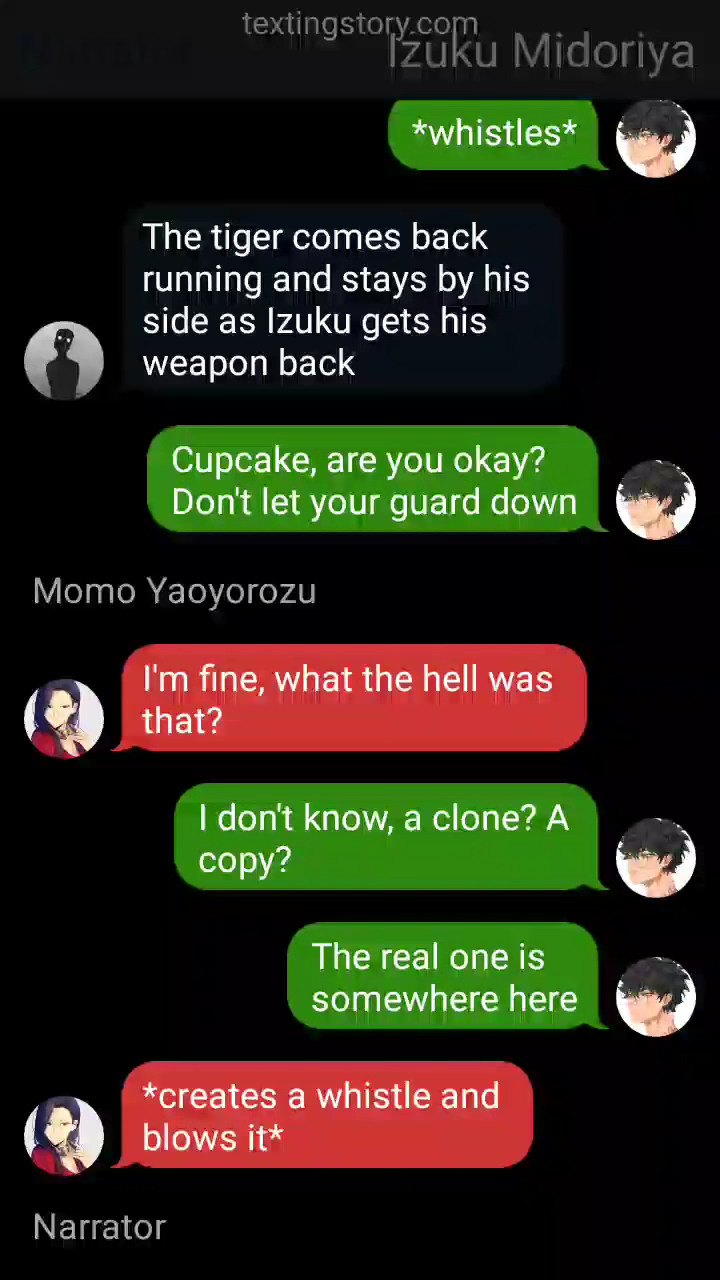 textingstory.com
Izuku Midoriya
*whistles*
The tiger comes back
running and stays by his
side as Izuku gets his
weapon back
Cupcake, are you okay?
Don't let your guard down
Momo Yaoyorozu
I'm fine, what the hell was
that?
I don't know, a clone? A
copy?
The real one is
somewhere here
*creates a whistle and
blows it*
Narrator